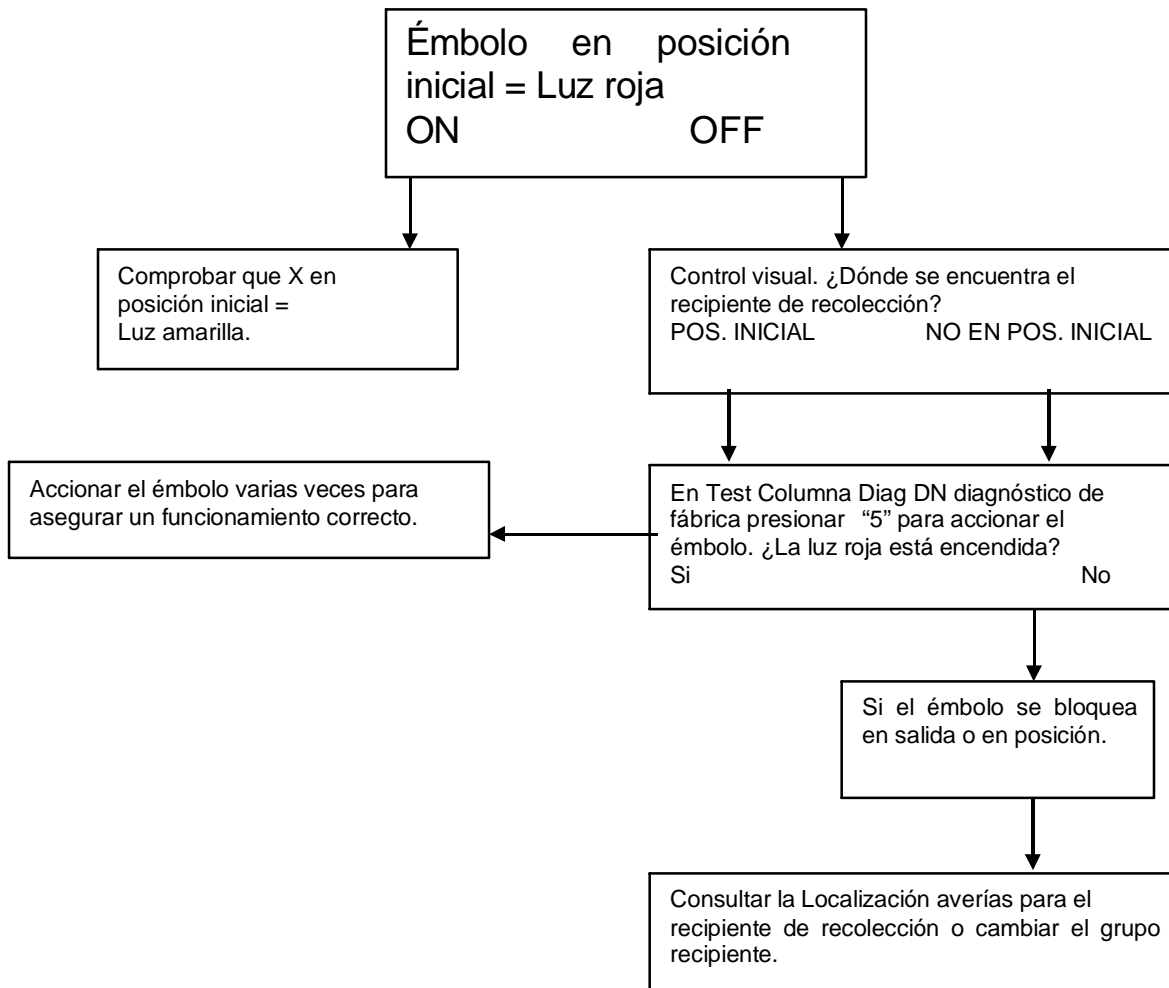 Émbolo en posición
inicial = Luz roja
ON OFF
Comprobar que X en
posición inicial =
Luz amarilla.
Control visual. ¿Dónde se encuentra el
recipiente de recolección?
POS. INICIAL NO EN POS. INICIAL
Accionar el émbolo varias veces para
asegurar un funcionamiento correcto.
En Test Columna Diag DN diagnóstico de
fábrica presionar “5” para accionar el
émbolo. ¿La luz roja está encendida?
Si No
Si el émbolo se bloquea
en salida o en posición.
Consultar la Localización averías para el
recipiente de recolección o cambiar el grupo
recipiente.